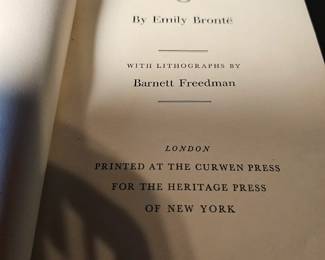 By Emily Brontë
WITH LITHOGRAPHS BY
Barnett Freedman
LONDON
PRINTED AT THE CURWEN PRESS
FOR THE HERITAGE PRESS
OF NEW YORK